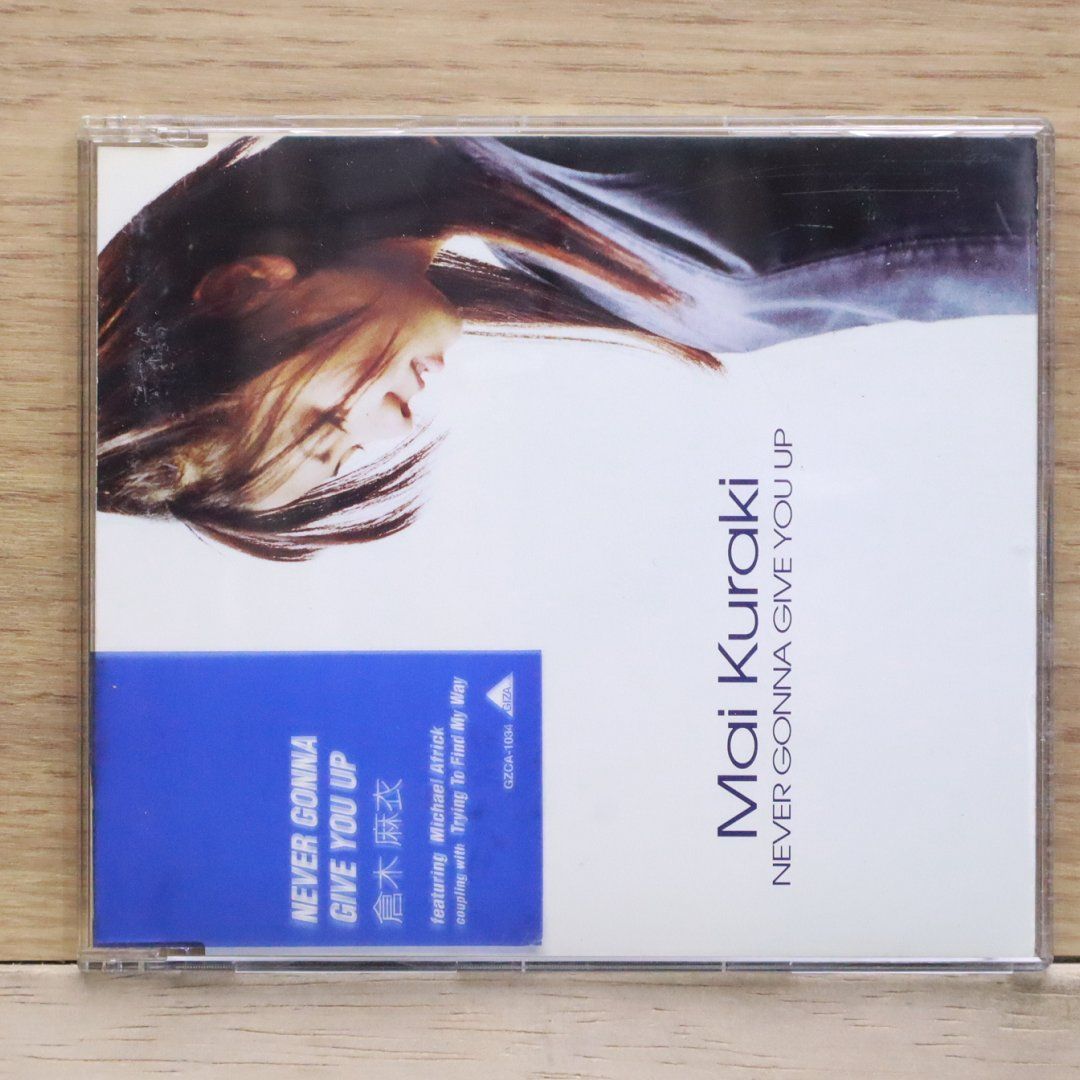 Mai Kuraki
NEVER GONNA GIVE YOU UP
NEVER GONNA
GIVE YOU UP
倉木 麻衣
featuring Michael Africk
coupling with Trying To Find My Way
GZCA-1034
GIZA